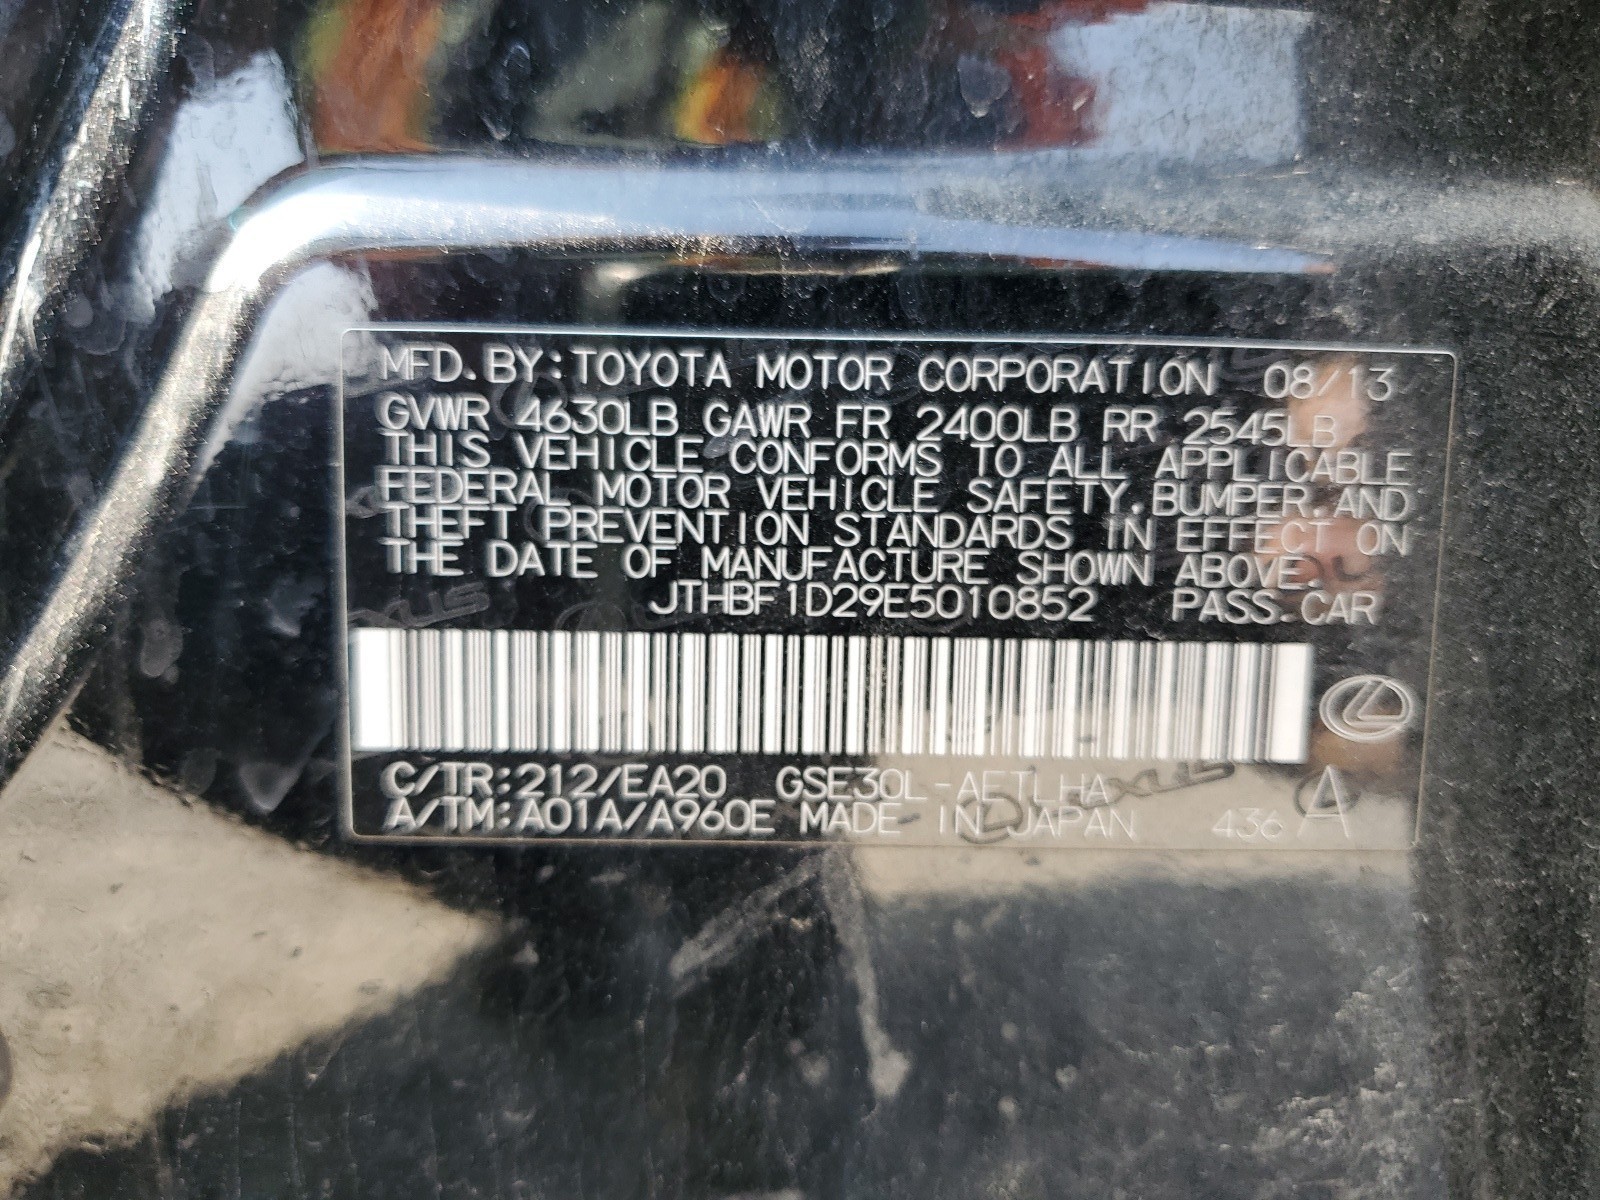 MFD. BY: TOYOTA MOTOR CORPORATION 08/13
GVWR 4630LB GAWR FR 2400LB RR 2545LB
THIS VEHICLE CONFORMS TO ALL APPLICABLE
FEDERAL MOTOR VEHICLE SAFETY, BUMPER, AND
THEFT PREVENTION STANDARDS IN EFFECT ON
THE DATE OF MANUFACTURE SHOWN ABOVE.
JTHBF1D29E5010852 PASS. CAR
C/TR: 212/EA20 GSE30L-AETLHA
A/TM: A01A/A960E MADE IN JAPAN 436 A
LEXUS